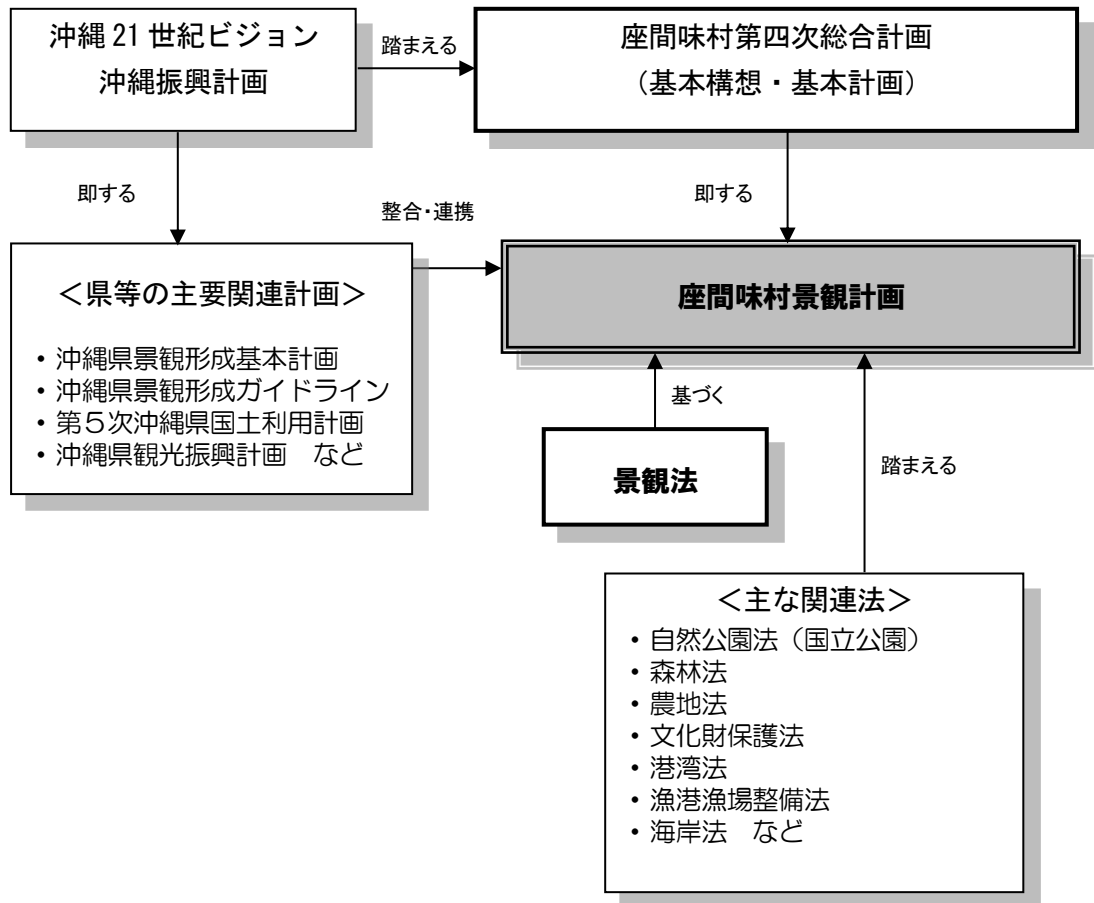 沖縄 21 世紀ビジョン
沖縄振興計画
踏まえる
座間味村第四次総合計画
（基本構想・基本計画）
即する
即する
整合・連携
＜県等の主要関連計画＞
・沖縄県景観形成基本計画
・沖縄県景観形成ガイドライン
・第５次沖縄県国土利用計画
・沖縄県観光振興計画　など
座間味村景観計画
基づく
景観法
踏まえる
＜主な関連法＞
・自然公園法（国立公園）
・森林法
・農地法
・文化財保護法
・港湾法
・漁港漁場整備法
・海岸法　など